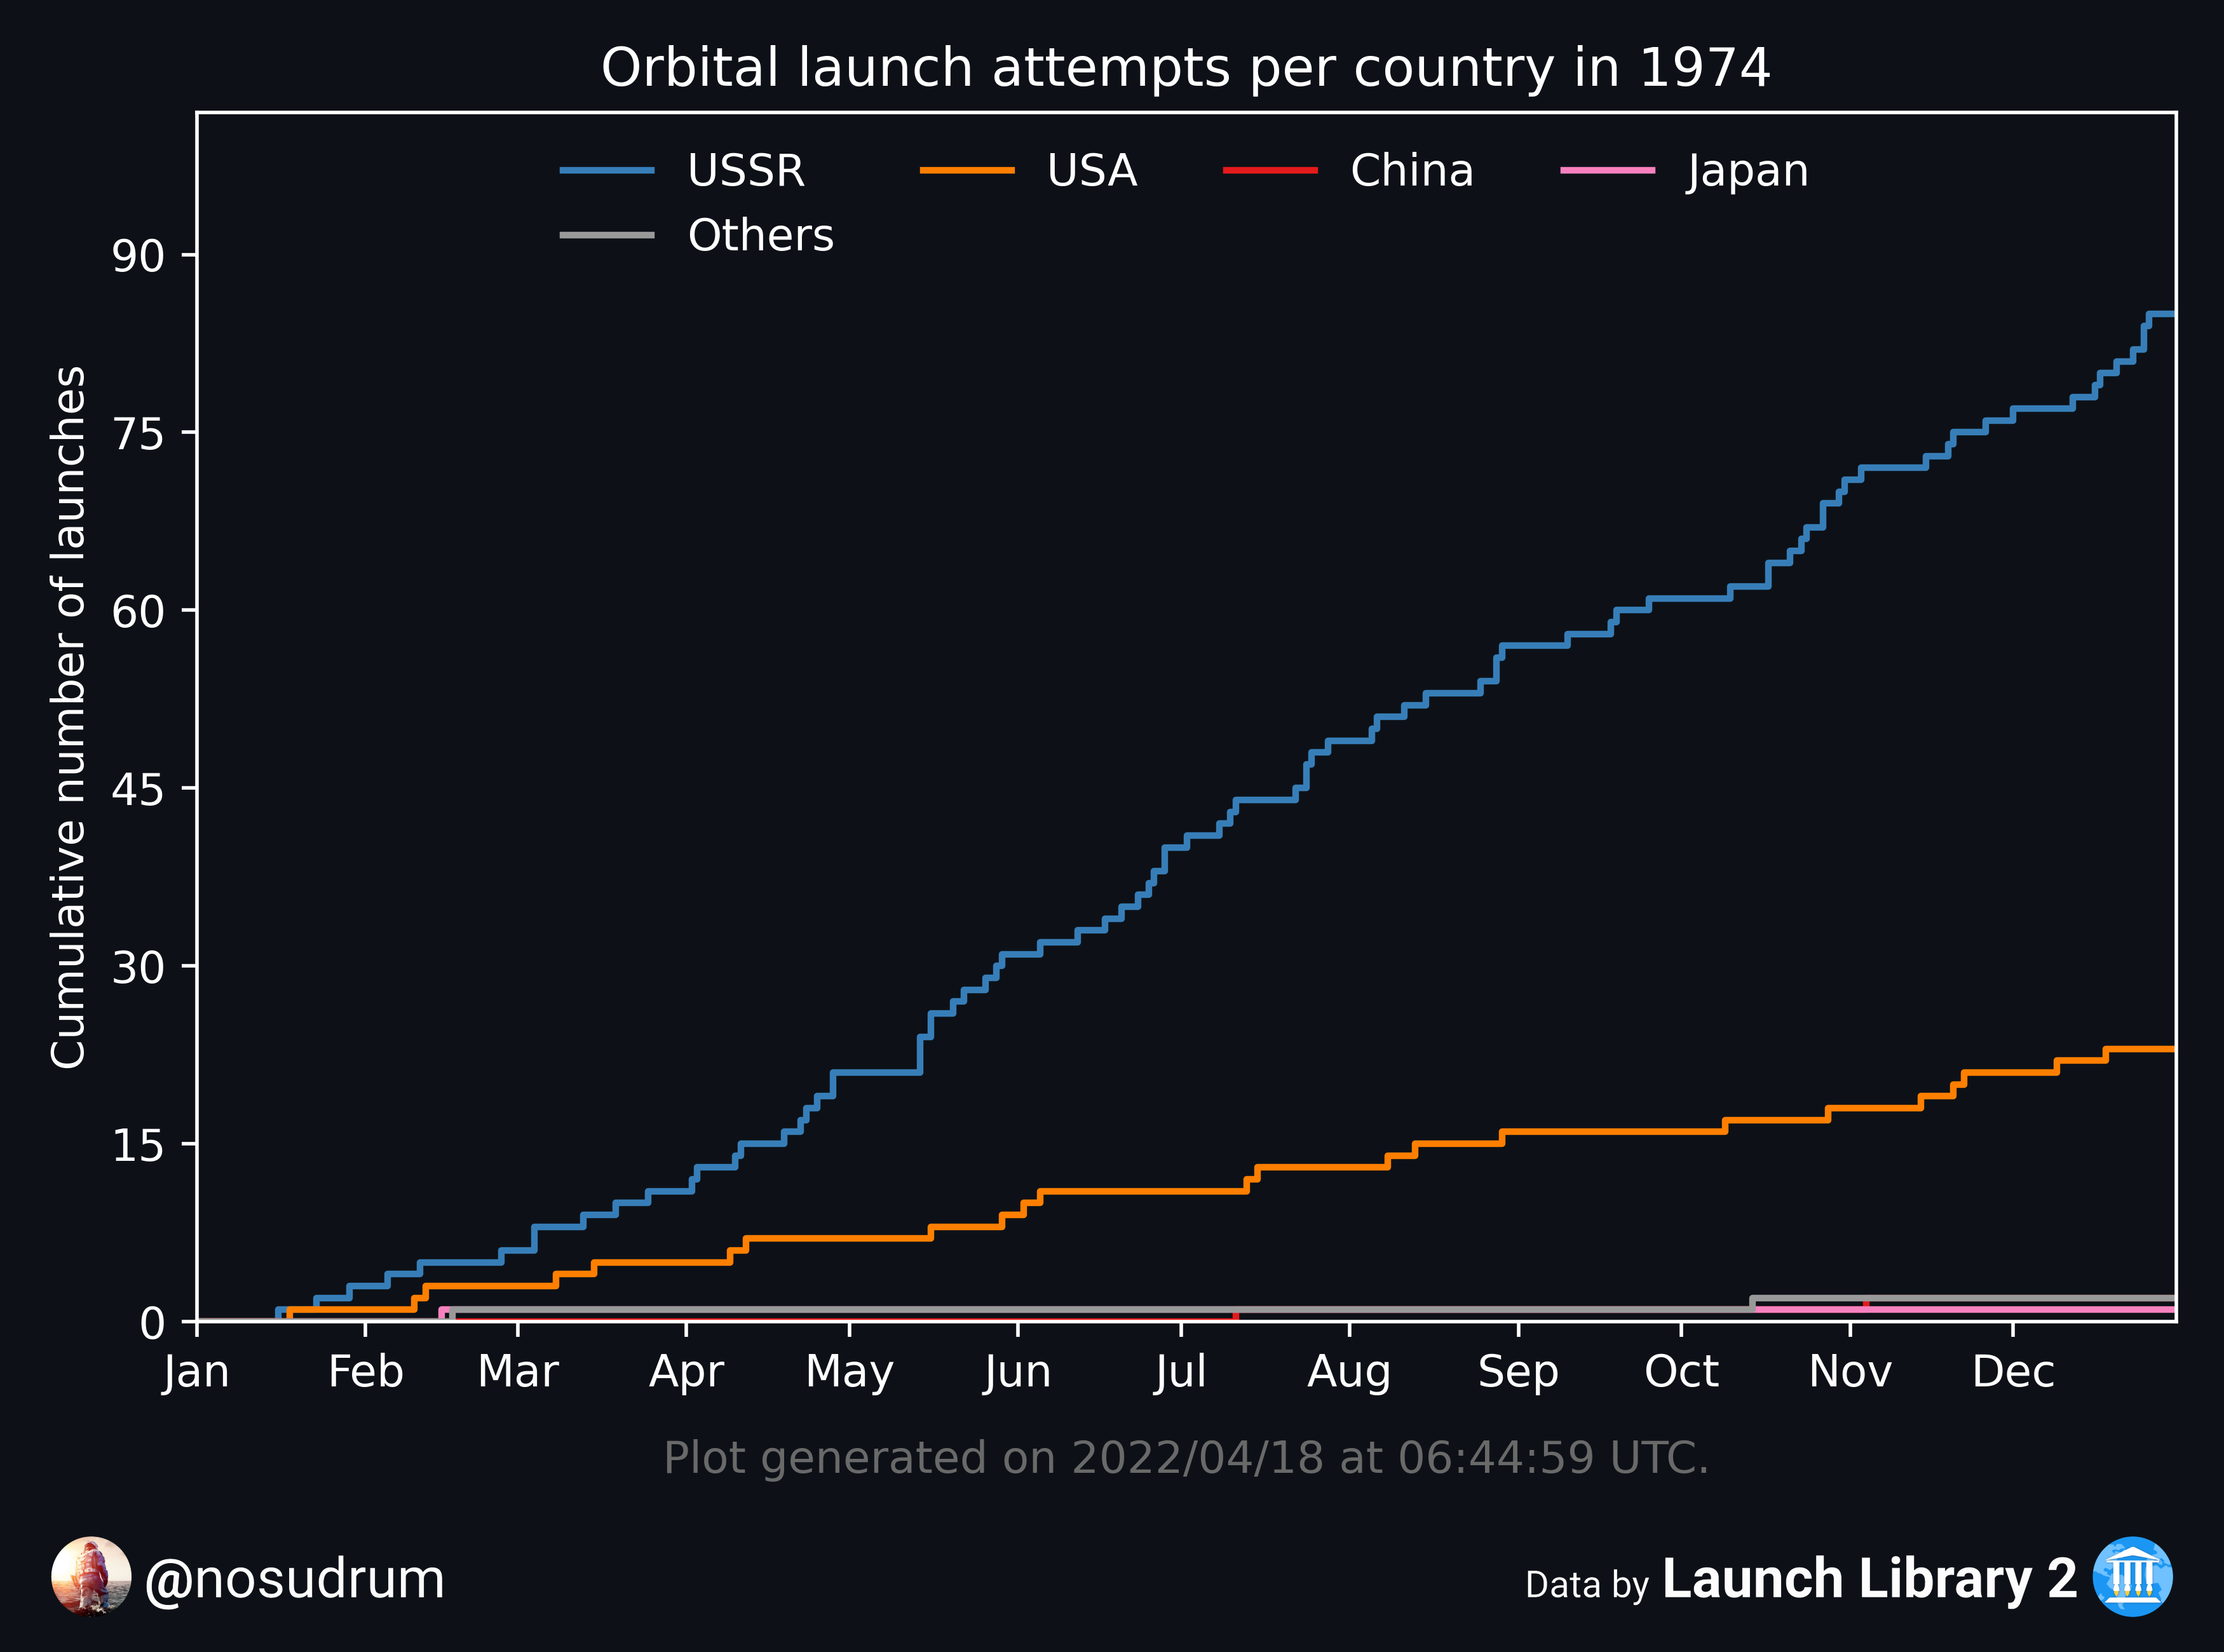 Orbital launch attempts per country in 1974
USSR USA China Japan
Others
Cumulative number of launches
90
75
60
45
30
15
0
Jan Feb Mar Apr May Jun Jul Aug Sep Oct Nov Dec
Plot generated on 2022/04/18 at 06:44:59 UTC.
@nosudrum
Data by Launch Library 2